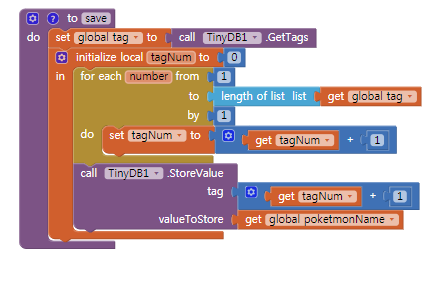 to save
do set global tag to call TinyDB1 .GetTags
initialize local tagNum to 0
in for each number from 1
to length of list list get global tag
by 1
do set tagNum to get tagNum + 1
call TinyDB1 .StoreValue
tag get tagNum + 1
valueToStore get global poketmonName